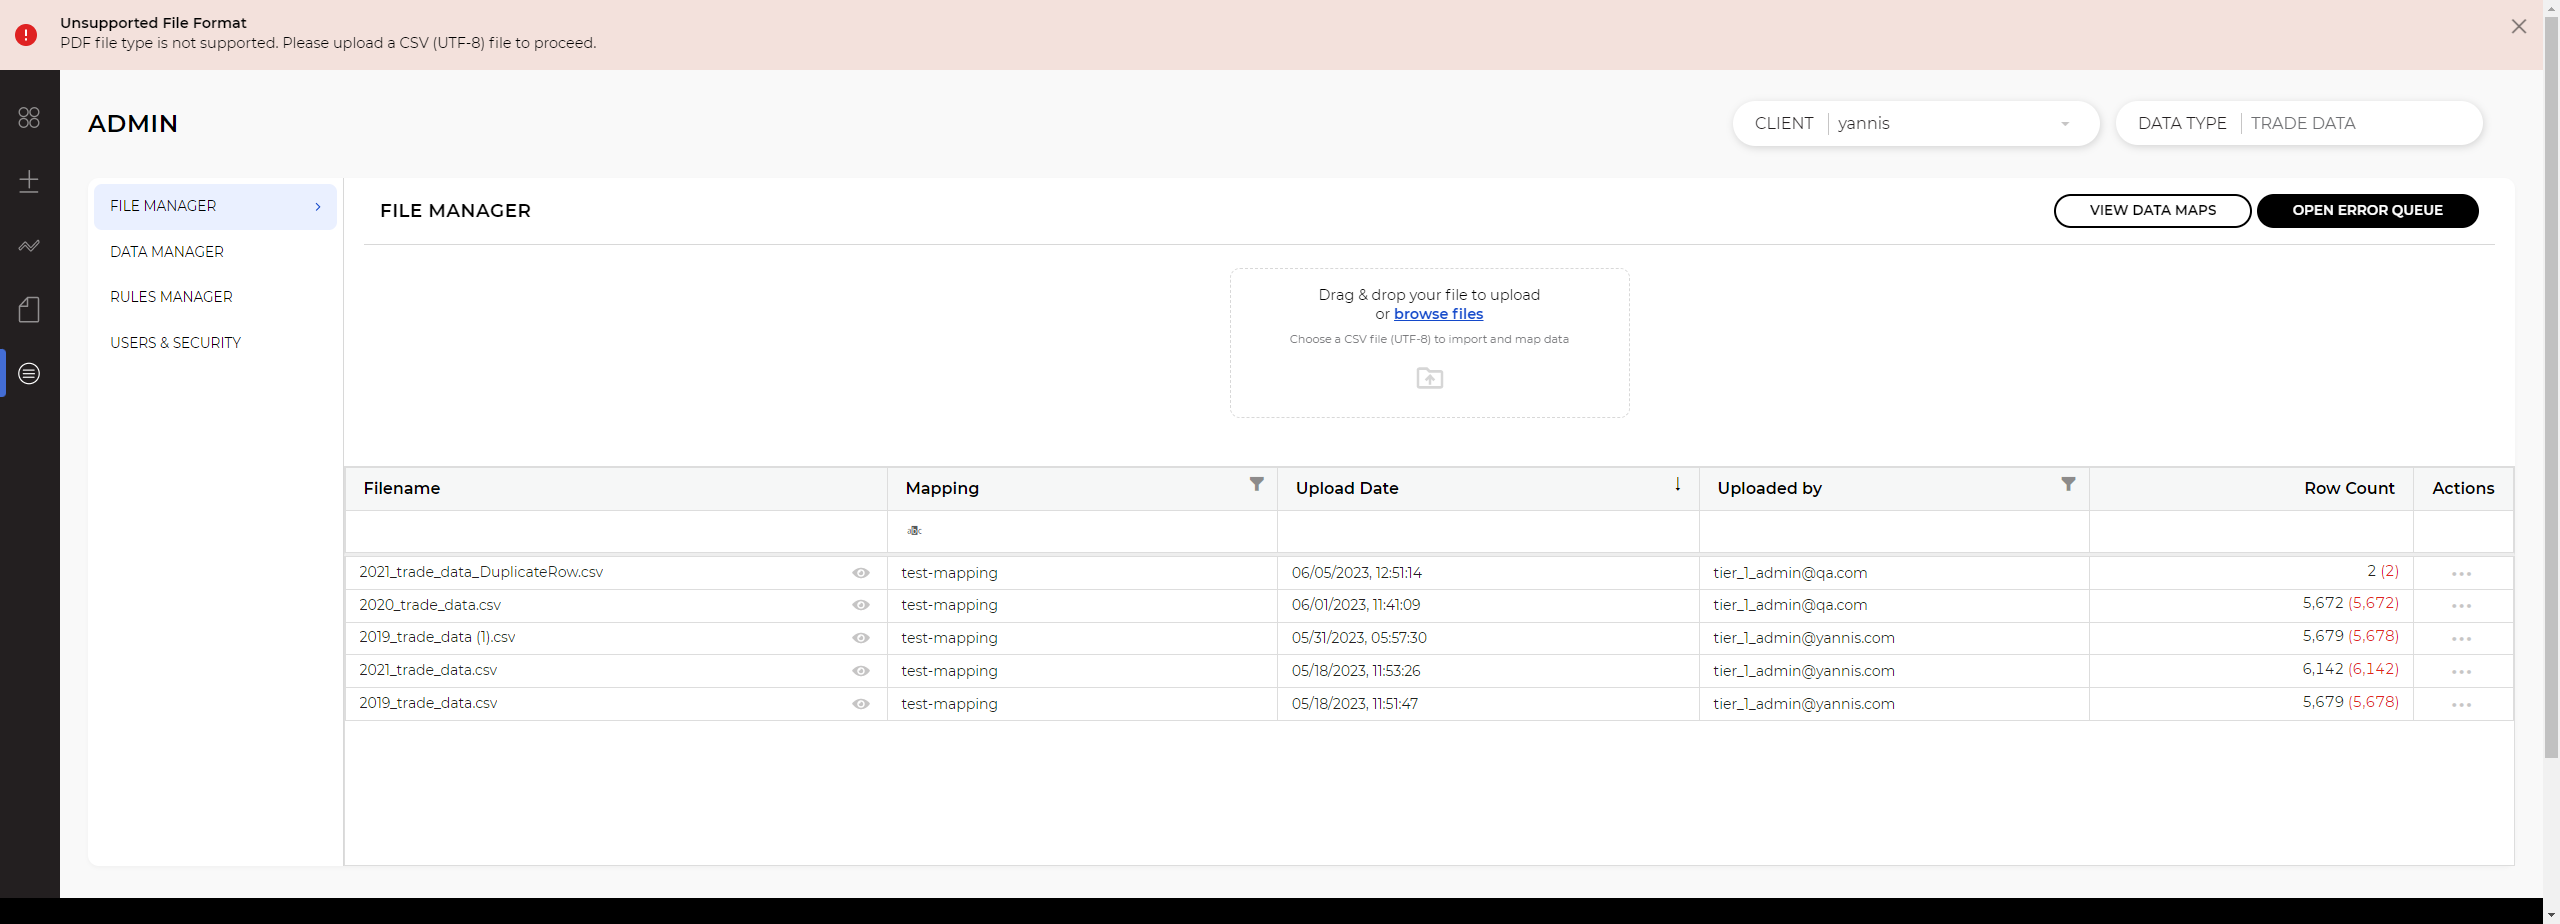 Unsupported File Format
PDF file type is not supported. Please upload a CSV (UTF-8) file to proceed.
ADMIN
CLIENT yannis
DATA TYPE TRADE DATA
FILE MANAGER
DATA MANAGER
RULES MANAGER
USERS & SECURITY
FILE MANAGER
VIEW DATA MAPS
OPEN ERROR QUEUE
Drag & drop your file to upload
or browse files
Choose a CSV file (UTF-8) to import and map data
Filename Mapping Upload Date Uploaded by Row Count Actions
abc
2021_trade_data_DuplicateRow.csv test-mapping 06/05/2023, 12:51:14 tier_1_admin@qa.com 2 (2)
2020_trade_data.csv test-mapping 06/01/2023, 11:41:09 tier_1_admin@qa.com 5,672 (5,672)
2019_trade_data (1).csv test-mapping 05/31/2023, 05:57:30 tier_1_admin@yannis.com 5,679 (5,678)
2021_trade_data.csv test-mapping 05/18/2023, 11:53:26 tier_1_admin@yannis.com 6,142 (6,142)
2019_trade_data.csv test-mapping 05/18/2023, 11:51:47 tier_1_admin@yannis.com 5,679 (5,678)